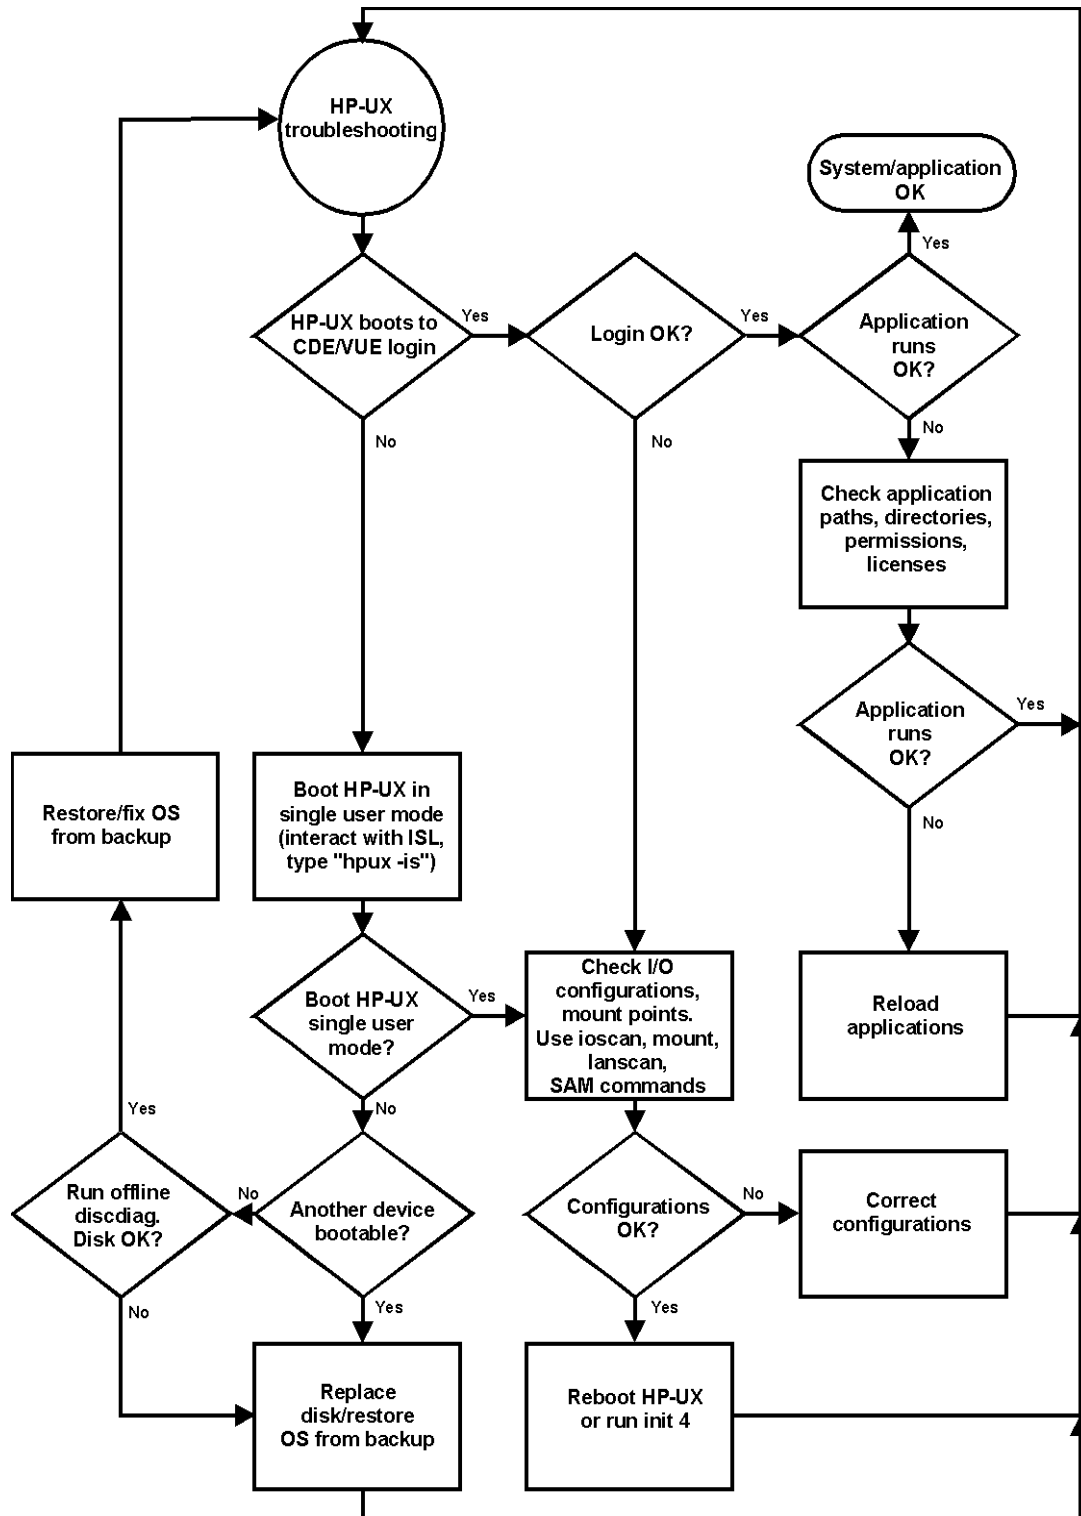 HP-UX
troubleshooting
System/application
OK
Yes
HP-UX boots to
CDE/VUE login
Yes
Login OK?
Yes
Application
runs
OK?
No
No
No
Check application
paths, directories,
permissions,
licenses
Application
runs
OK?
Yes
No
Restore/fix OS
from backup
Boot HP-UX in
single user mode
(interact with ISL,
type "hpux -is")
Boot HP-UX
single user
mode?
Yes
Check I/O
configurations,
mount points.
Use ioscan, mount,
lanscan,
SAM commands
Reload
applications
Yes
No
Run offline
discdiag.
Disk OK?
No
Another device
bootable?
Configurations
OK?
No
Correct
configurations
No
Yes
Yes
Replace
disk/restore
OS from backup
Reboot HP-UX
or run init 4